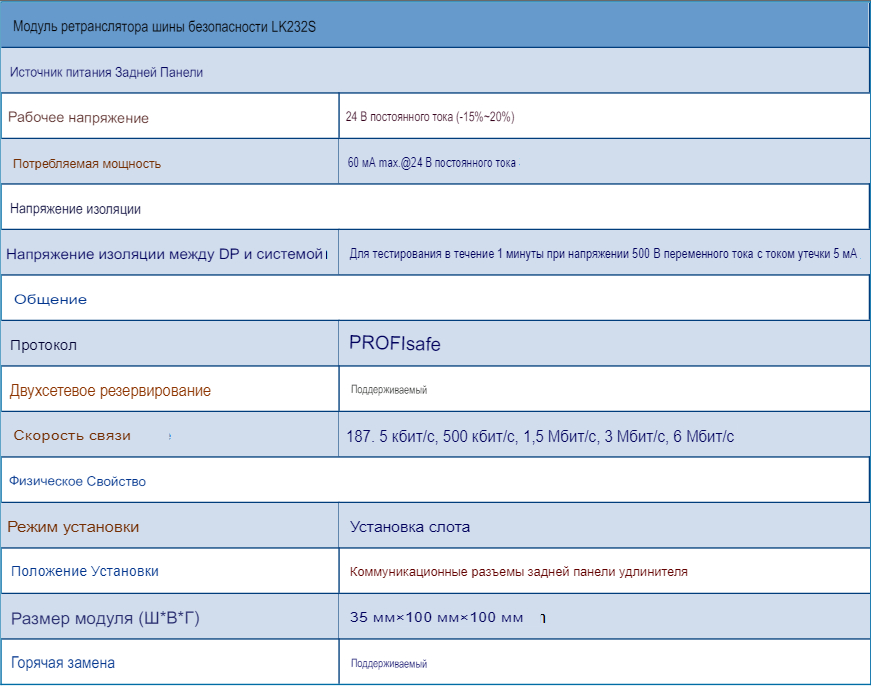 Модуль ретранслятора шины безопасности LK232S
Источник питания Задней Панели
Рабочее напряжение
24 В постоянного тока (-15%~20%)
Потребляемая мощность
60 мА max.@24 В постоянного тока
Напряжение изоляции
Напряжение изоляции между DP и системой
Для тестирования в течение 1 минуты при напряжении 500 В переменного тока с током утечки 5 мА
Общение
Протокол
PROFIsafe
Двухсетевое резервирование
Поддерживаемый
Скорость связи
187. 5 кбит/с, 500 кбит/с, 1,5 Мбит/с, 3 Мбит/с, 6 Мбит/с
Физическое Свойство
Режим установки
Установка слота
Положение Установки
Коммуникационные разъемы задней панели удлинителя
Размер модуля (Ш*В*Г)
35 мм×100 мм×100 мм
Горячая замена
Поддерживаемый